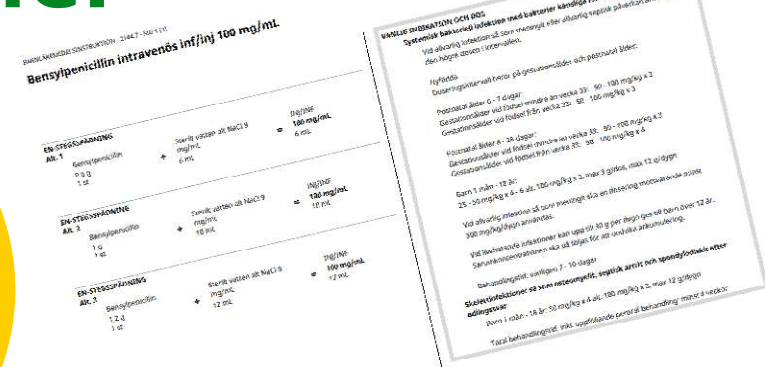 BARNLÄKEMEDELSINSTRUKTION
Bensylpenicillin intravenös inf/inj 100 mg/mL
EN-STEGSSPÄDNING
Alt. 1
Bensylpenicillin
1 st
+
Sterilt vatten alt NaCl 9
mg/mL
6 mL
=
INJ/INF
100 mg/mL
6 mL
EN-STEGSSPÄDNING
Alt. 2
Bensylpenicillin
1 g
1 st
+
Sterilt vatten alt NaCl 9
mg/mL
10 mL
=
INJ/INF
100 mg/mL
10 mL
EN-STEGSSPÄDNING
Alt. 3
Bensylpenicillin
1.2 g
1 st
+
Sterilt vatten alt NaCl 9
mg/mL
12 mL
=
INJ/INF
100 mg/mL
12 mL
VANLIG INDIKATION OCH DOS
Systemisk bakteriell infektion med bakterier känsliga för
Vid allvarlig infektion så som meningit eller allvarlig septisk påverkan
den högre dosen i intervallen.
Nyfödda
Doseringsintervall beror på gestationsålder och postnatal ålder:
Postnatal ålder 0 - 7 dagar:
Gestationsålder vid födsel mindre än vecka 33: 50 - 100 mg/kg x 2
Gestationsålder vid födsel från vecka 33: 50 - 100 mg/kg x 3
Postnatal ålder 8 - 28 dagar:
Gestationsålder vid födsel mindre än vecka 33: 50 - 100 mg/kg x 3
Gestationsålder vid födsel från vecka 33: 50 - 100 mg/kg x 4
Barn 1 mån - 12 år:
25 - 50 mg/kg x 4 - 6 alt. 100 mg/kg x 3, max 3 g/dos, max 12 g/dygn
Vid allvarlig infektion så som meningit ska en dosering motsvarande minst
300 mg/kg/dygn användas.
Vid livshotande infektioner kan upp till 30 g per dygn ges till barn över 12 år.
Serumkoncentrationen ska då följas för att undvika ackumulering.
Behandlingstid: vanligen 7 - 10 dagar
Skelettinfektioner så som osteomyelit, septisk artrit och spondylodiskit efter
odlingssvar
Barn 1 mån - 18 år: 50 mg/kg x 4 alt. 100 mg/kg x 3, max 12 g/dygn
Total behandlingstid, inkl. uppföljande peroral behandling: minst